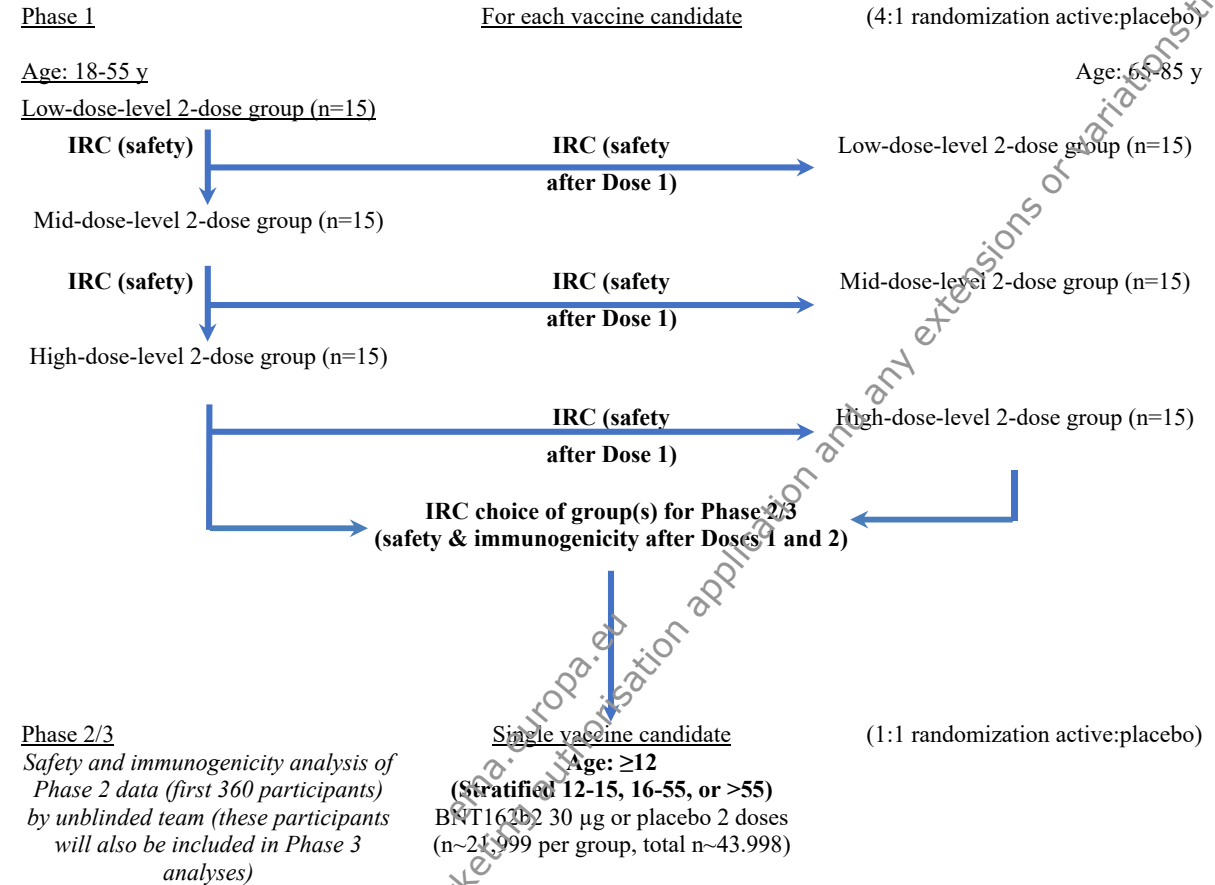 Phase 1 For each vaccine candidate (4:1 randomization active:placebo)
Age: 18-55 y Age: 65-85 y
Low-dose-level 2-dose group (n=15)
IRC (safety) IRC (safety Low-dose-level 2-dose group (n=15)
after Dose 1)
Mid-dose-level 2-dose group (n=15)
IRC (safety) IRC (safety Mid-dose-level 2-dose group (n=15)
after Dose 1)
High-dose-level 2-dose group (n=15)
IRC (safety High-dose-level 2-dose group (n=15)
after Dose 1)
IRC choice of group(s) for Phase 2/3
(safety & immunogenicity after Doses 1 and 2)
Phase 2/3 Single vaccine candidate (1:1 randomization active:placebo)
Safety and immunogenicity analysis of Age: ≥12
Phase 2 data (first 360 participants) (Stratified 12-15, 16-55, or >55)
by unblinded team (these participants BNT162b2 30 µg or placebo 2 doses
will also be included in Phase 3 (n~21,999 per group, total n~43.998)
analyses)
ema.europa.eu
marketing authorisation application and any extensions or variations